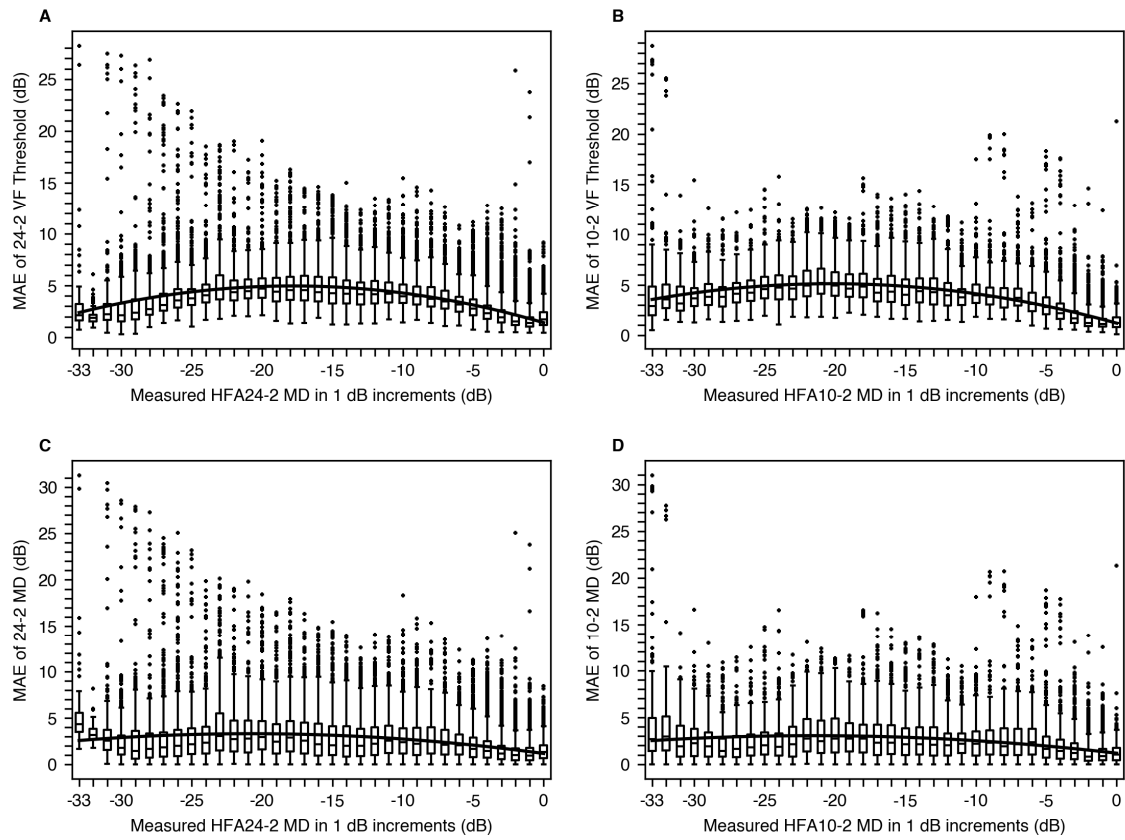 A
MAE of 24-2 VF Threshold (dB)
25
20
15
10
5
0
-33 -30 -20 -15 -10 -5 0
Measured HFA24-2 MD in 1 dB increments (dB)
B
MAE of 10-2 VF Threshold (dB)
25
20
15
10
5
0
-33 -30 -20 -15 -10 -5 0
Measured HFA10-2 MD in 1 dB increments (dB)
C
MAE of 24-2 MD (dB)
30
25
20
15
10
5
0
-33 -30 -20 -15 -10 -5 0
Measured HFA24-2 MD in 1 dB increments (dB)
D
MAE of 10-2 MD (dB)
30
25
20
15
10
5
0
-33 -30 -20 -15 -10 -5 0
Measured HFA10-2 MD in 1 dB increments (dB)